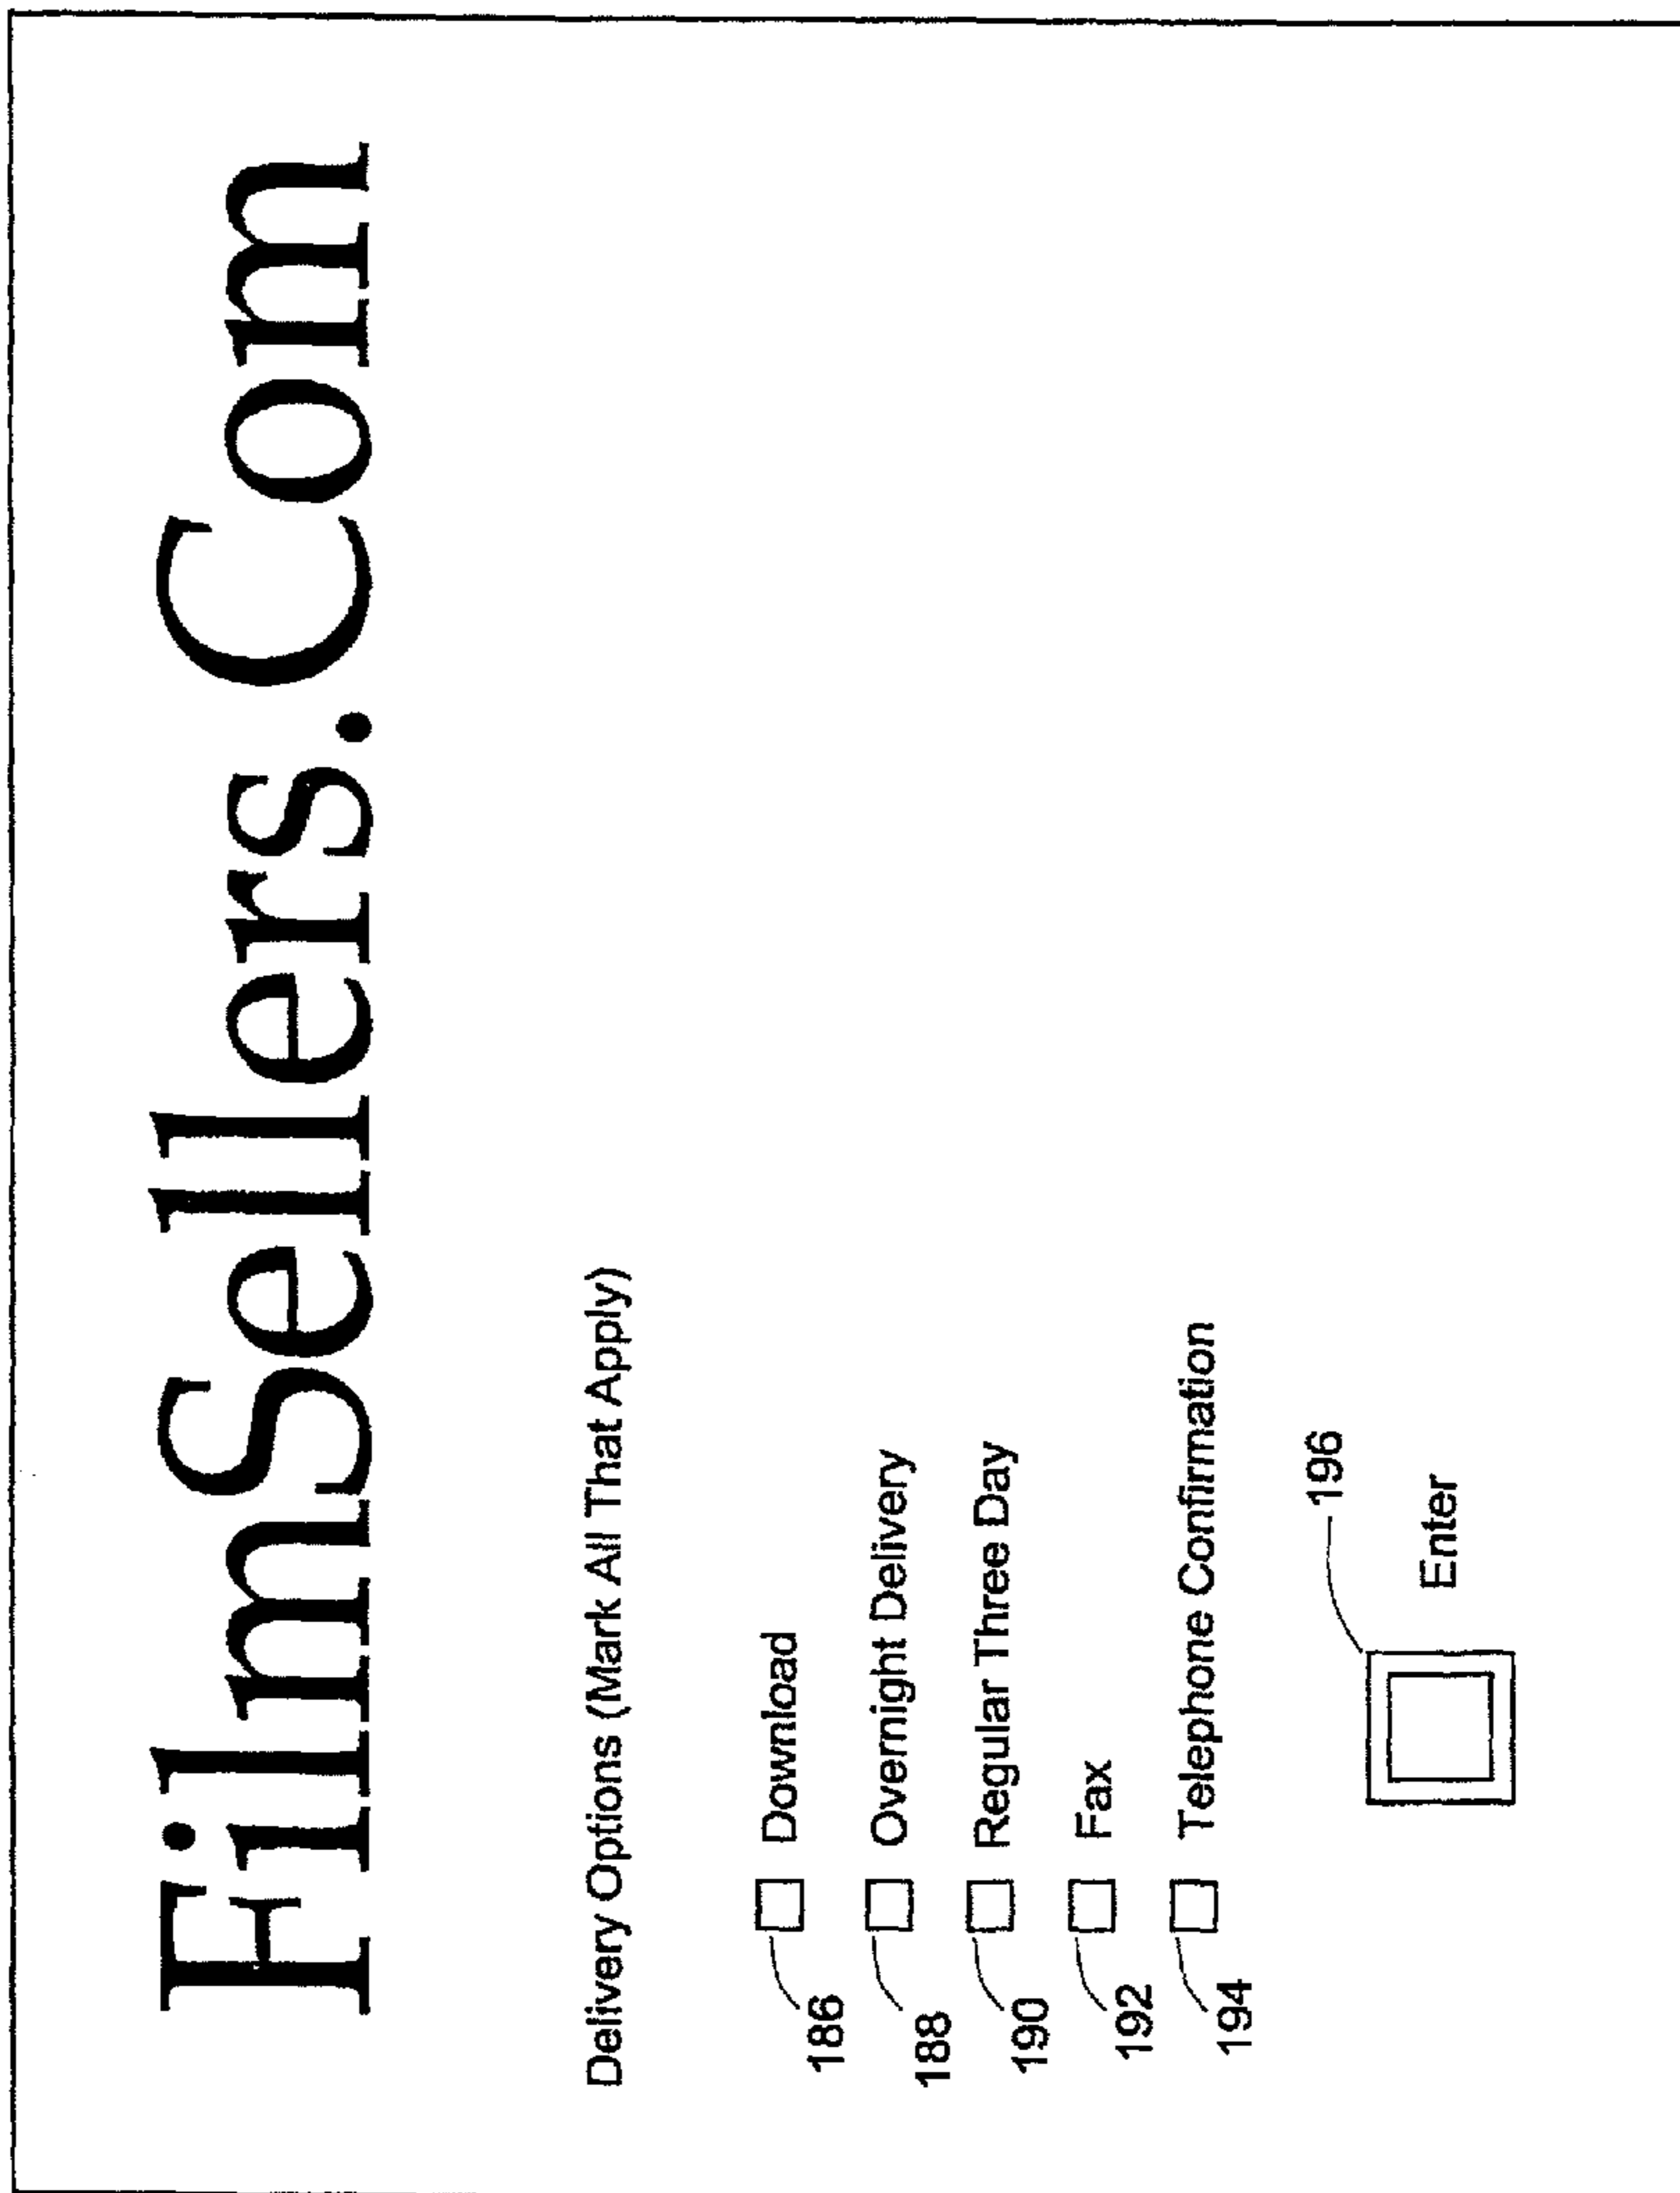 FilmSellers.Com
Delivery Options (Mark All That Apply)
186 Download
188 Overnight Delivery
190 Regular Three Day
192 Fax
194 Telephone Confirmation
196
Enter